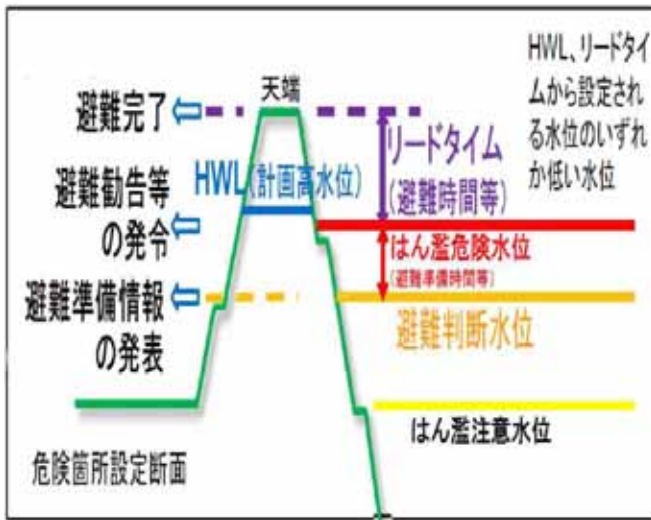 避難完了
避難勧告等
の発令
避難準備情報
の発表
危険箇所設定断面
天端
HWL(計画高水位)
リードタイム
(避難時間等)
はん濫危険水位
(避難準備時間等)
避難判断水位
はん濫注意水位
HWL、リードタイ
ムから設定され
る水位のいずれ
か低い水位